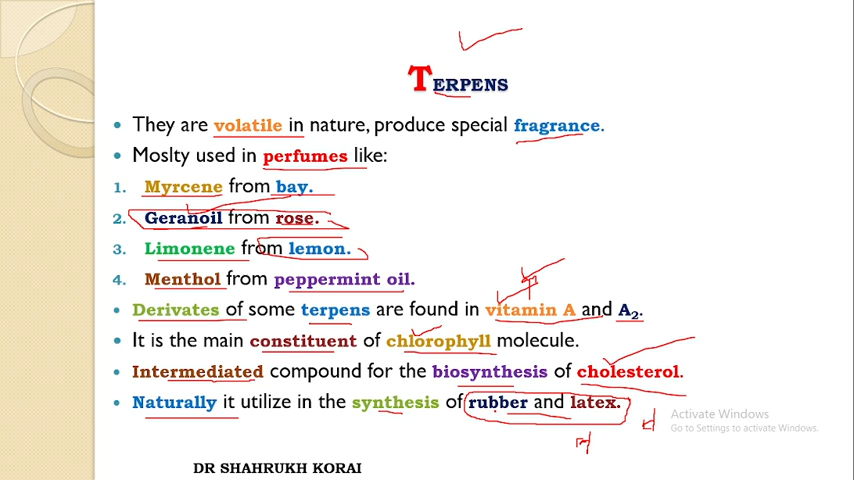 TERPENS
They are volatile in nature, produce special fragrance.
Moslty used in perfumes like:
1. Myrcene from bay.
2. Geranoil from rose.
3. Limonene from lemon.
4. Menthol from peppermint oil.
Derivates of some terpens are found in vitamin A and A₂.
It is the main constituent of chlorophyll molecule.
Intermediated compound for the biosynthesis of cholesterol.
Naturally it utilize in the synthesis of rubber and latex.
Activate Windows
Go to Settings to activate Windows.
DR SHAHRUKH KORAI